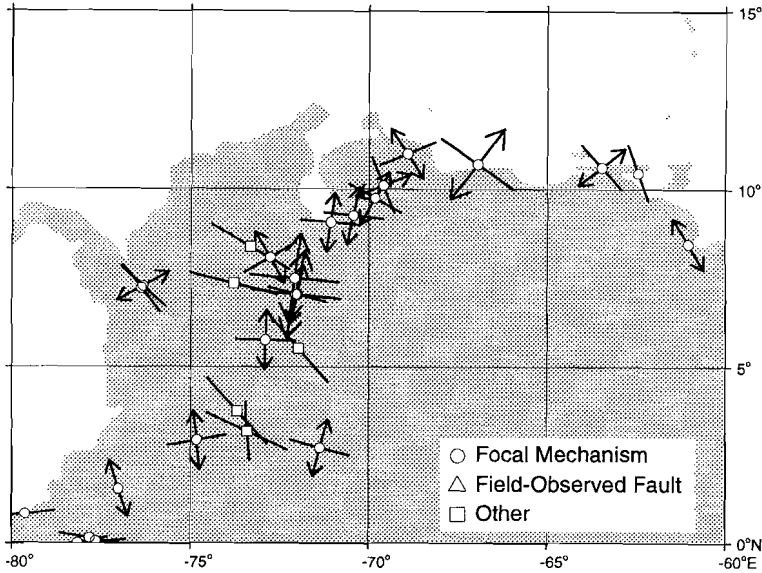 15°
10°
5°
○ Focal Mechanism
△ Field-Observed Fault
□ Other
0°N
-80° -75° -70° -65° -60°E